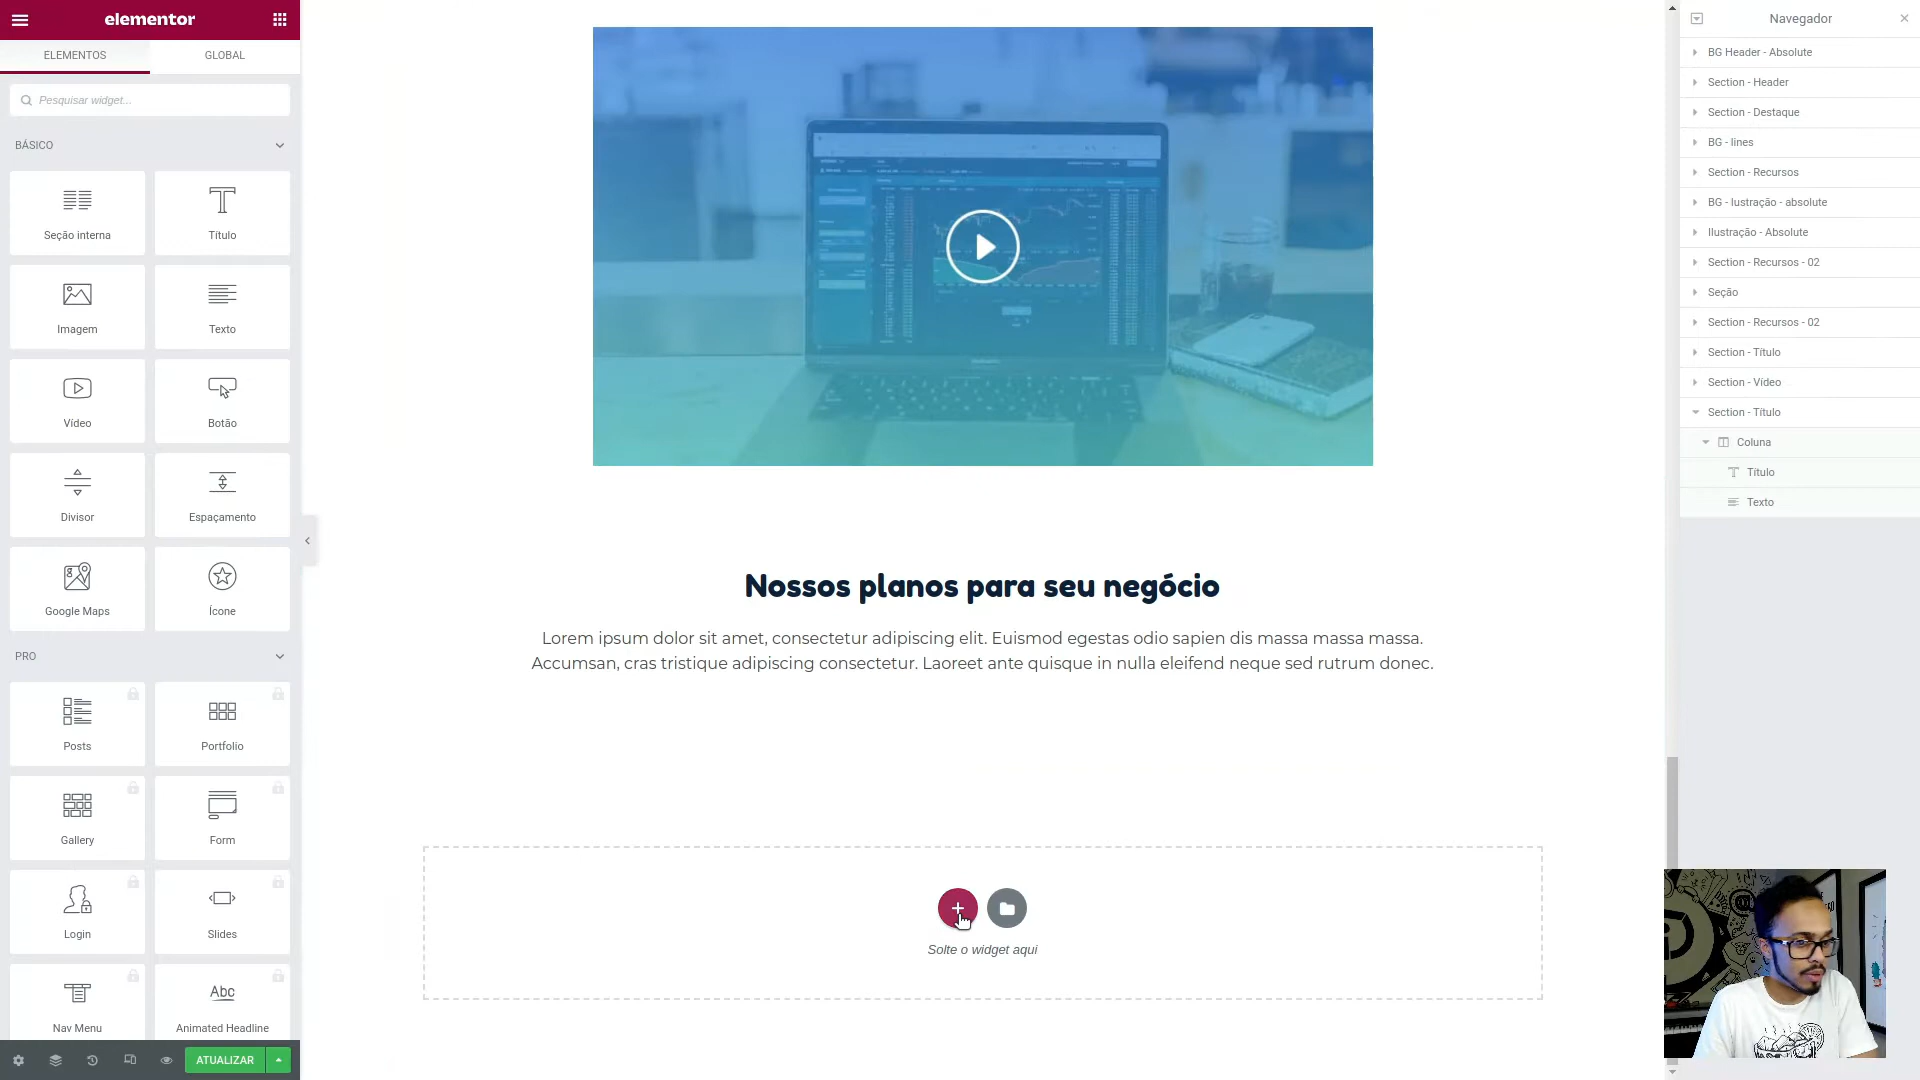 elementor
ELEMENTOS
GLOBAL
Pesquisar widget...
BÁSICO
Seção interna
Título
Imagem
Texto
Vídeo
Botão
Divisor
Espaçamento
Google Maps
Ícone
PRO
Posts
Portfolio
Gallery
Form
Login
Slides
Abc
Nav Menu
Animated Headline
ATUALIZAR
Nossos planos para seu negócio
Lorem ipsum dolor sit amet, consectetur adipiscing elit. Euismod egestas odio sapien dis massa massa massa.
Accumsan, cras tristique adipiscing consectetur. Laoreet ante quisque in nulla eleifend neque sed rutrum donec.
Solte o widget aqui
Navegador
BG Header - Absolute
Section - Header
Section - Destaque
BG - lines
Section - Recursos
BG - lustração - absolute
Ilustração - Absolute
Section - Recursos - 02
Seção
Section - Recursos - 02
Section - Título
Section - Vídeo
Section - Título
Coluna
Título
Texto